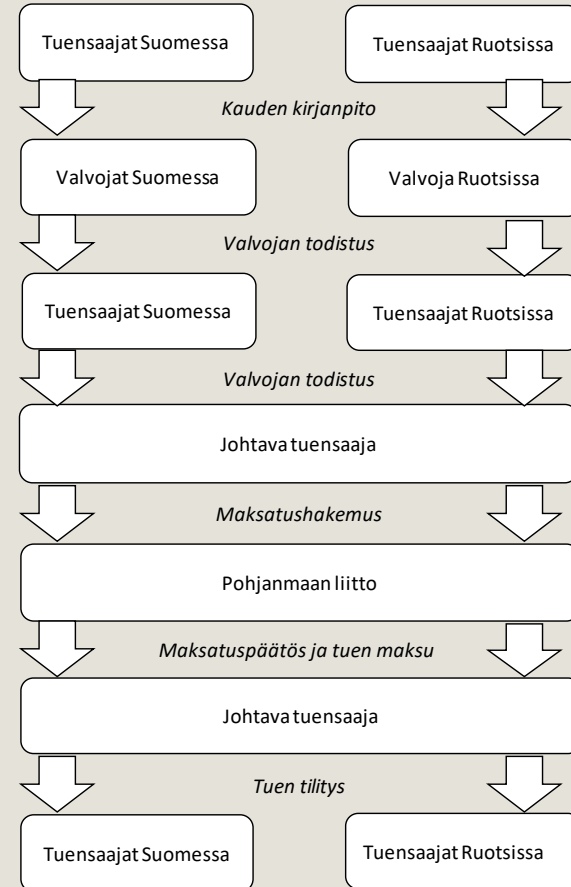 Tuensaajat Suomessa
Tuensaajat Ruotsissa
Kauden kirjanpito
Valvojat Suomessa
Valvoja Ruotsissa
Valvojan todistus
Tuensaajat Suomessa
Tuensaajat Ruotsissa
Valvojan todistus
Johtava tuensaaja
Maksatushakemus
Pohjanmaan liitto
Maksatuspäätös ja tuen maksu
Johtava tuensaaja
Tuen tilitys
Tuensaajat Suomessa
Tuensaajat Ruotsissa